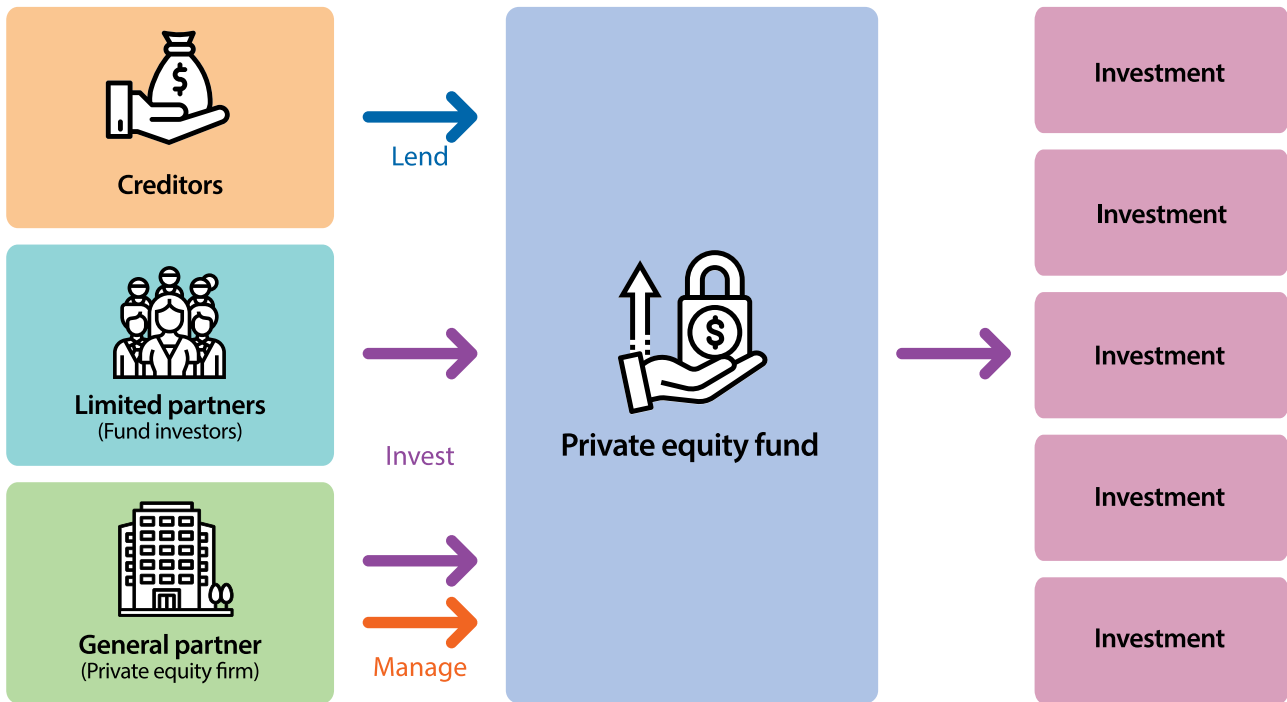 $
Creditors
Lend
Limited partners
(Fund investors)
Invest
General partner
(Private equity firm)
Manage
$
Private equity fund
Investment
Investment
Investment
Investment
Investment